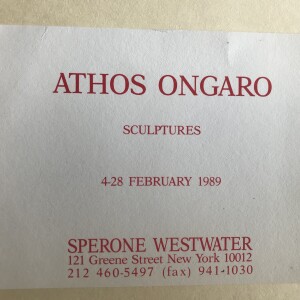 ATHOS ONGARO
SCULPTURES
4-28 FEBRUARY 1989
SPERONE WESTWATER
121 Greene Street New York 10012
212 460-5497 (fax) 941-1030